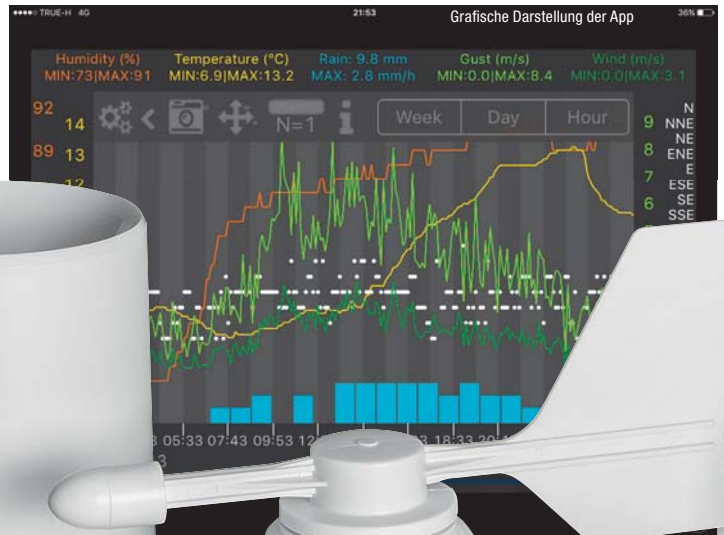 TRUE-H 4G
21:53
Grafische Darstellung der App
36%
Humidity (%)
MIN:73|MAX:91
Temperature (°C)
MIN:6.9|MAX:13.2
Rain: 9.8 mm
MAX: 2.8 mm/h
Gust (m/s)
MIN:0.0|MAX:8.4
Wind (m/s)
MIN:0.0|MAX:3.1
92
14
89
13
12
N=1
i
Week
Day
Hour
9
8
7
6
N
NNE
NE
ENE
E
ESE
SE
SSE
05:33 07:43 09:53
18:33